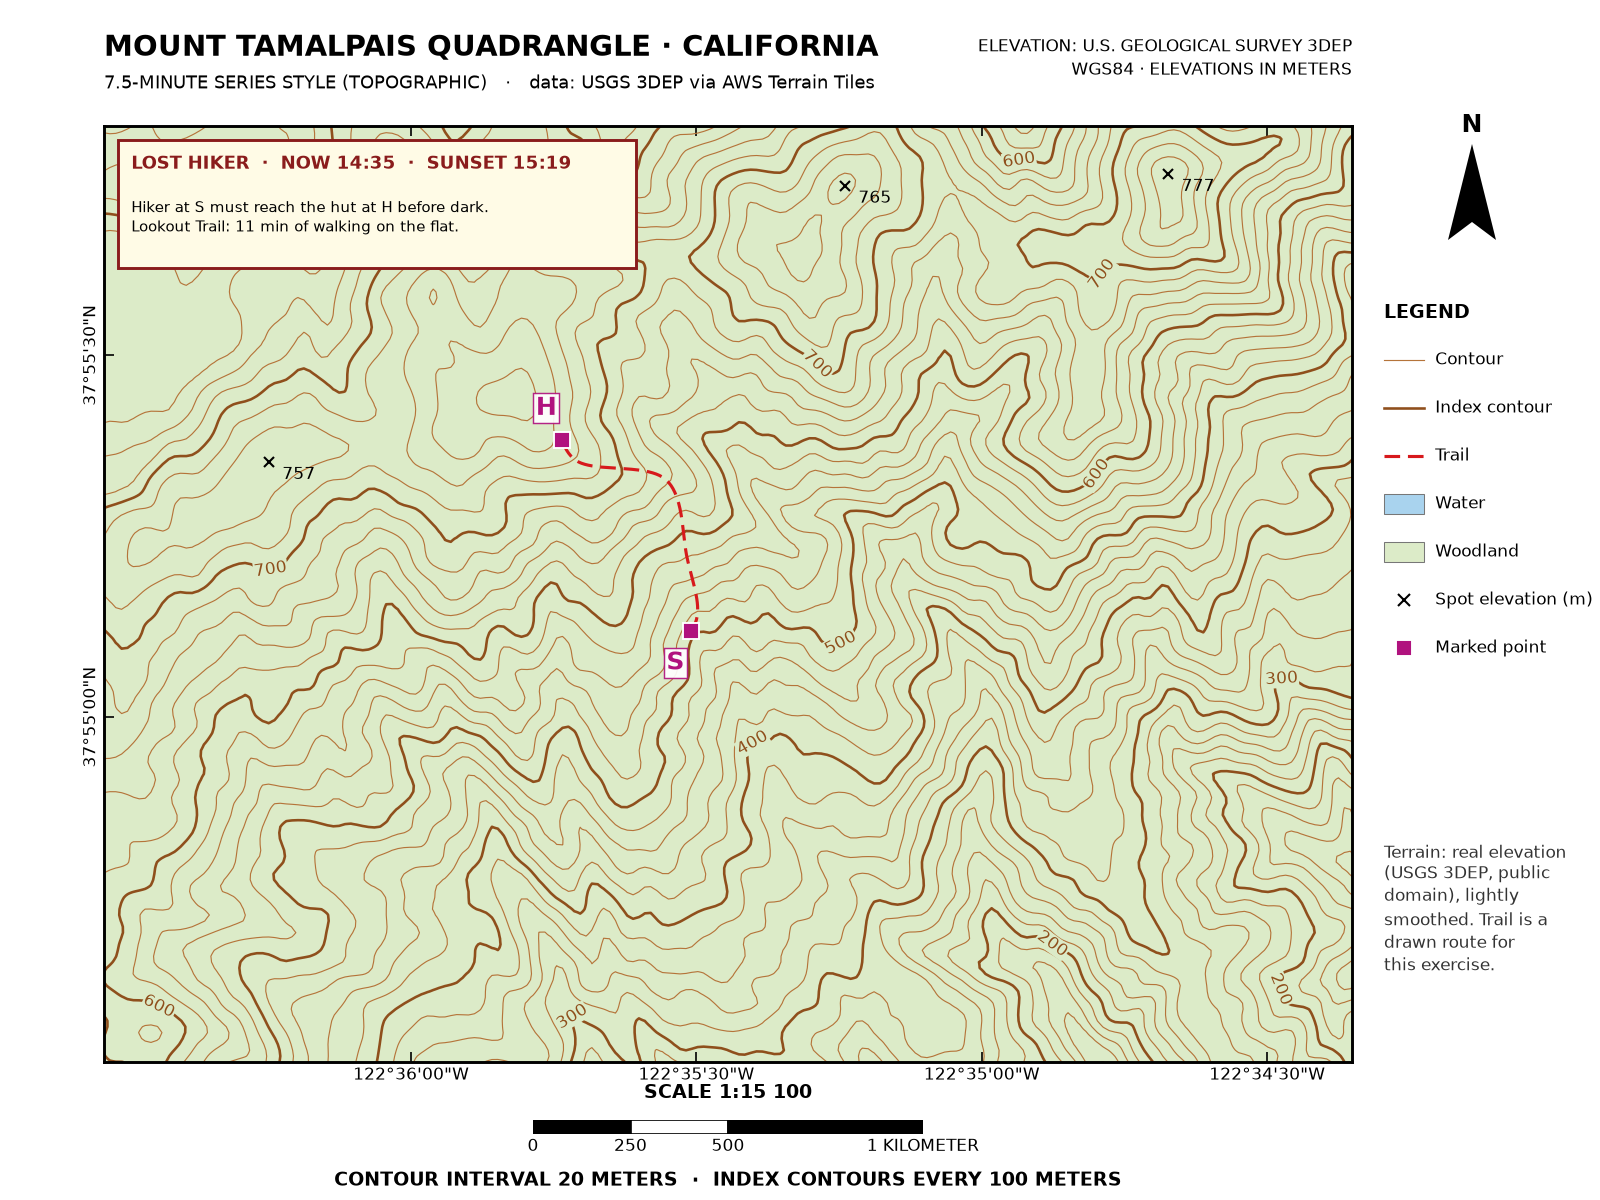 MOUNT TAMALPAIS QUADRANGLE · CALIFORNIA
7.5-MINUTE SERIES STYLE (TOPOGRAPHIC) · data: USGS 3DEP via AWS Terrain Tiles
ELEVATION: U.S. GEOLOGICAL SURVEY 3DEP
WGS84 · ELEVATIONS IN METERS
LOST HIKER · NOW 14:35 · SUNSET 15:19
Hiker at S must reach the hut at H before dark.
Lookout Trail: 11 min of walking on the flat.
600
765
777
700
700
H
757
600
700
500
S
300
400
200
200
600
300
37°55'30"N
37°55'00"N
122°36'00"W
122°35'30"W
122°35'00"W
122°34'30"W
N
LEGEND
Contour
Index contour
Trail
Water
Woodland
Spot elevation (m)
Marked point
Terrain: real elevation
(USGS 3DEP, public
domain), lightly
smoothed. Trail is a
drawn route for
this exercise.
SCALE 1:15 100
0 250 500 1 KILOMETER
CONTOUR INTERVAL 20 METERS · INDEX CONTOURS EVERY 100 METERS